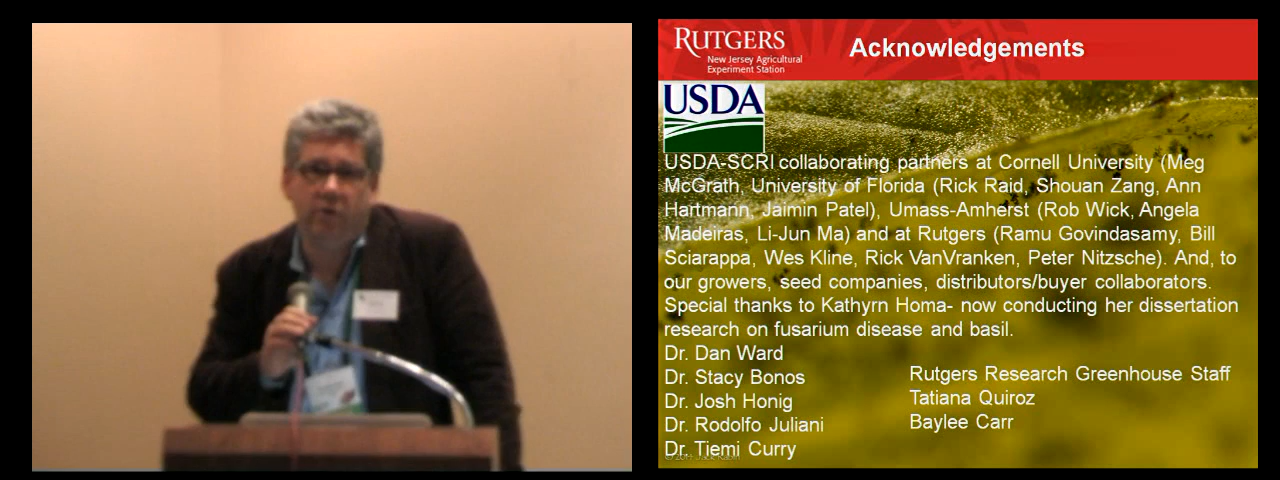 RUTGERS
New Jersey Agricultural
Experiment Station
Acknowledgements
USDA
USDA-SCRI collaborating partners at Cornell University (Meg
McGrath, University of Florida (Rick Raid, Shouan Zang, Ann
Hartmann, Jaimin Patel), Umass-Amherst (Rob Wick, Angela
Madeiras, Li-Jun Ma) and at Rutgers (Ramu Govindasamy, Bill
Sciarappa, Wes Kline, Rick VanVranken, Peter Nitzsche). And, to
our growers, seed companies, distributors/buyer collaborators.
Special thanks to Kathyrn Homa- now conducting her dissertation
research on fusarium disease and basil.
Dr. Dan Ward
Dr. Stacy Bonos
Dr. Josh Honig
Dr. Rodolfo Juliani
Dr. Tiemi Curry
Rutgers Research Greenhouse Staff
Tatiana Quiroz
Baylee Carr